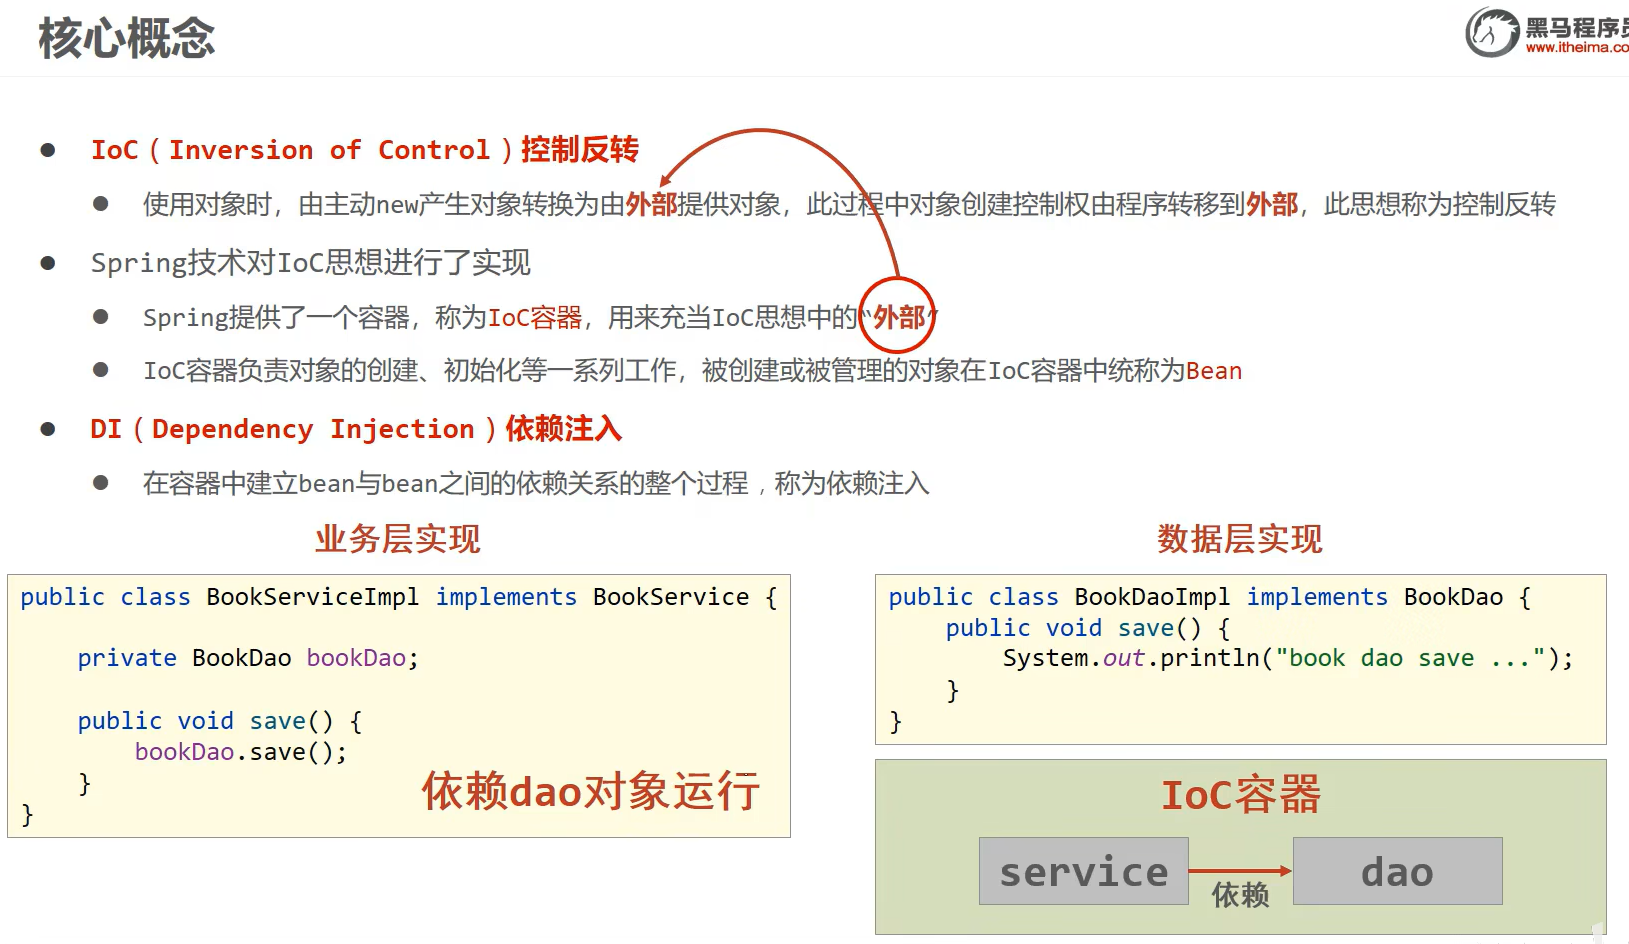 核心概念
黑马程序员
www.itheima.co
IoC（Inversion of Control）控制反转
使用对象时，由主动new产生对象转换为由外部提供对象，此过程中对象创建控制权由程序转移到外部，此思想称为控制反转
Spring技术对IoC思想进行了实现
Spring提供了一个容器，称为IoC容器，用来充当IoC思想中的“外部”
IoC容器负责对象的创建、初始化等一系列工作，被创建或被管理的对象在IoC容器中统称为Bean
DI（Dependency Injection）依赖注入
在容器中建立bean与bean之间的依赖关系的整个过程，称为依赖注入
业务层实现
public class BookServiceImpl implements BookService {
private BookDao bookDao;
public void save() {
bookDao.save();
}
}
依赖dao对象运行
数据层实现
public class BookDaoImpl implements BookDao {
public void save() {
System.out.println("book dao save ...");
}
}
IoC容器
service
依赖
dao